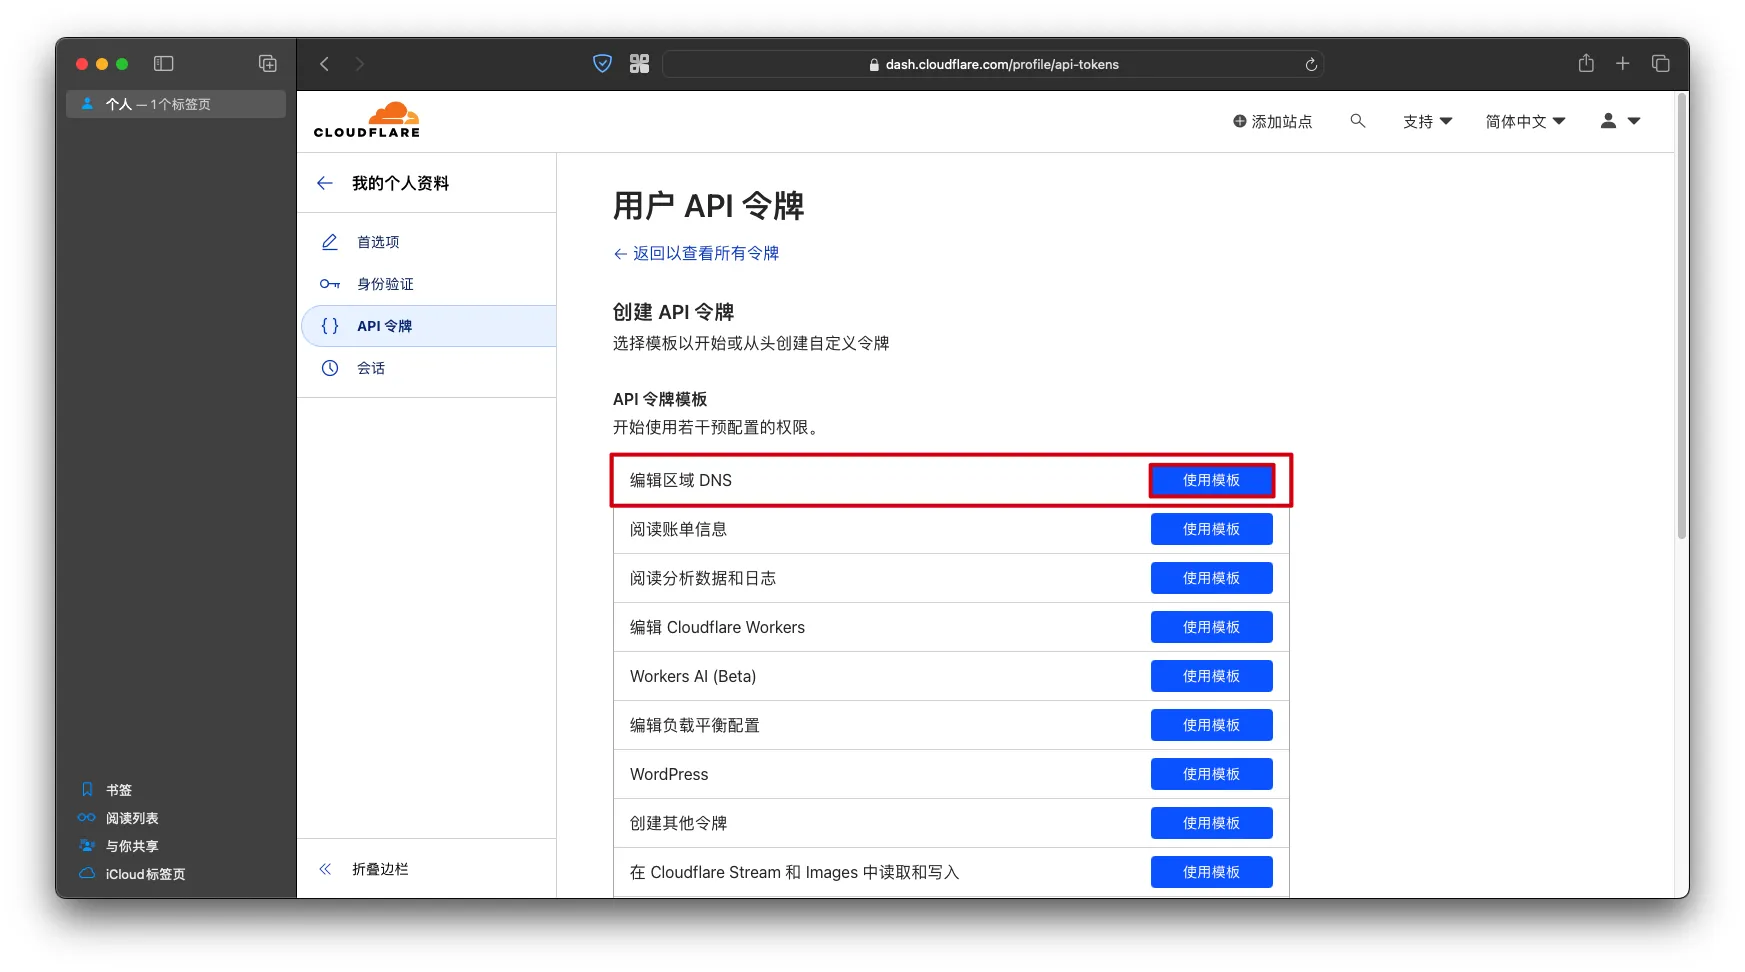 dash.cloudflare.com/profile/api-tokens
个人 — 1个标签页
CLOUDFLARE
添加站点
支持
简体中文
我的个人资料
首选项
身份验证
API 令牌
会话
用户 API 令牌
← 返回以查看所有令牌
创建 API 令牌
选择模板以开始或从头创建自定义令牌
API 令牌模板
开始使用若干预配置的权限。
编辑区域 DNS 使用模板
阅读账单信息 使用模板
阅读分析数据和日志 使用模板
编辑 Cloudflare Workers 使用模板
Workers AI (Beta) 使用模板
编辑负载平衡配置 使用模板
WordPress 使用模板
创建其他令牌 使用模板
在 Cloudflare Stream 和 Images 中读取和写入 使用模板
折叠边栏
书签
阅读列表
与你共享
iCloud标签页